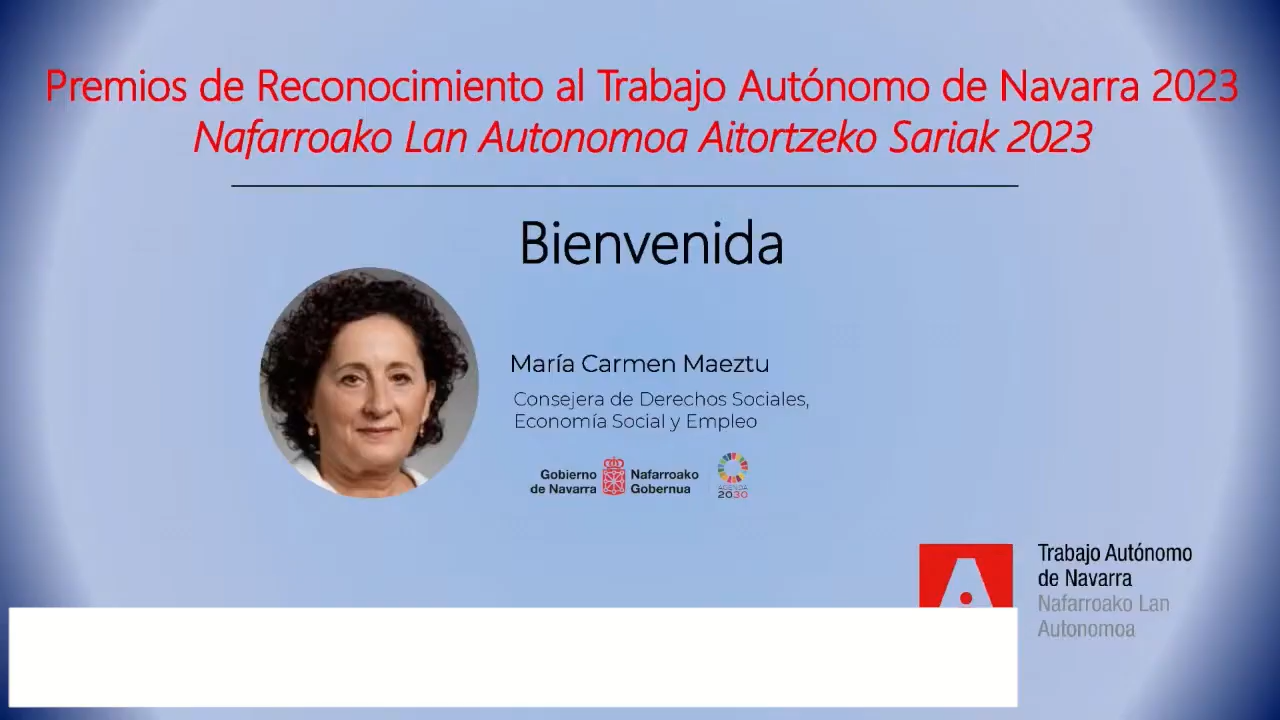 Premios de Reconocimiento al Trabajo Autónomo de Navarra 2023
Nafarroako Lan Autonomoa Aitortzeko Sariak 2023
Bienvenida
María Carmen Maeztu
Consejera de Derechos Sociales,
Economía Social y Empleo
Gobierno
de Navarra
Nafarroako
Gobernua
AGENDA
2030
Trabajo Autónomo
de Navarra
Nafarroako Lan
Autonomoa